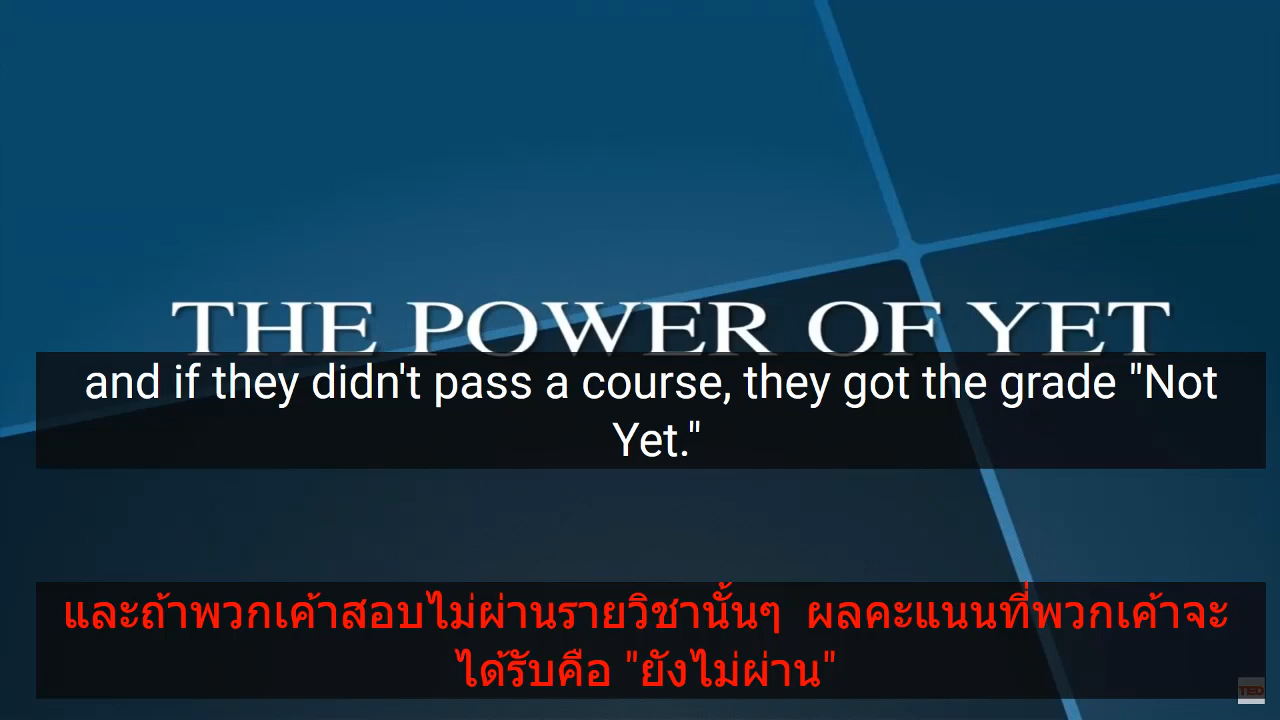 THE POWER OF YET
and if they didn't pass a course, they got the grade "Not
Yet."
และถ้าพวกเค้าสอบไม่ผ่านรายวิชานั้นๆ ผลคะแนนที่พวกเค้าจะ
ได้รับคือ "ยังไม่ผ่าน"
TED